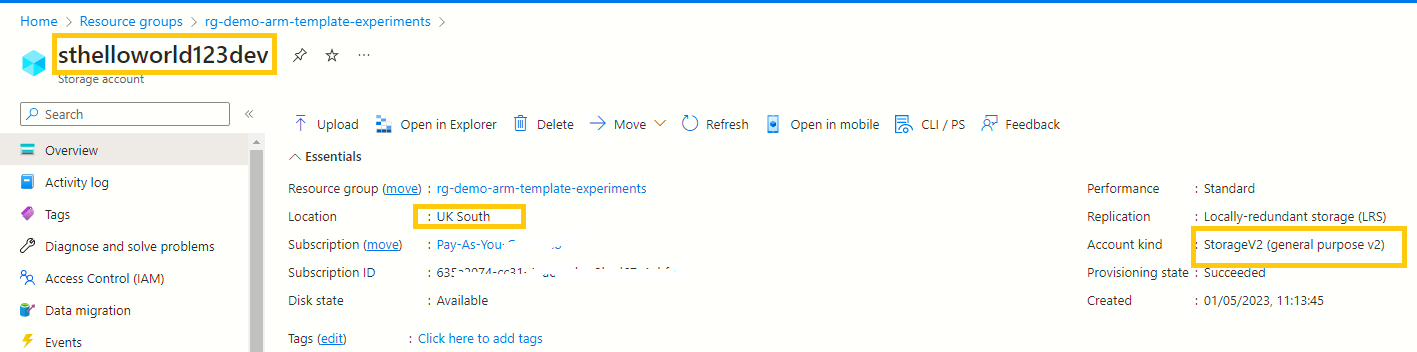 Home > Resource groups > rg-demo-arm-template-experiments >
sthelloworld123dev
Storage account
Search
Overview
Activity log
Tags
Diagnose and solve problems
Access Control (IAM)
Data migration
Events
Upload Open in Explorer Delete Move Refresh Open in mobile CLI / PS Feedback
Essentials
Resource group (move) : rg-demo-arm-template-experiments
Location : UK South
Subscription (move) : Pay-As-You-
Subscription ID :
Disk state : Available
Tags (edit) : Click here to add tags
Performance : Standard
Replication : Locally-redundant storage (LRS)
Account kind : StorageV2 (general purpose v2)
Provisioning state : Succeeded
Created : 01/05/2023, 11:13:45